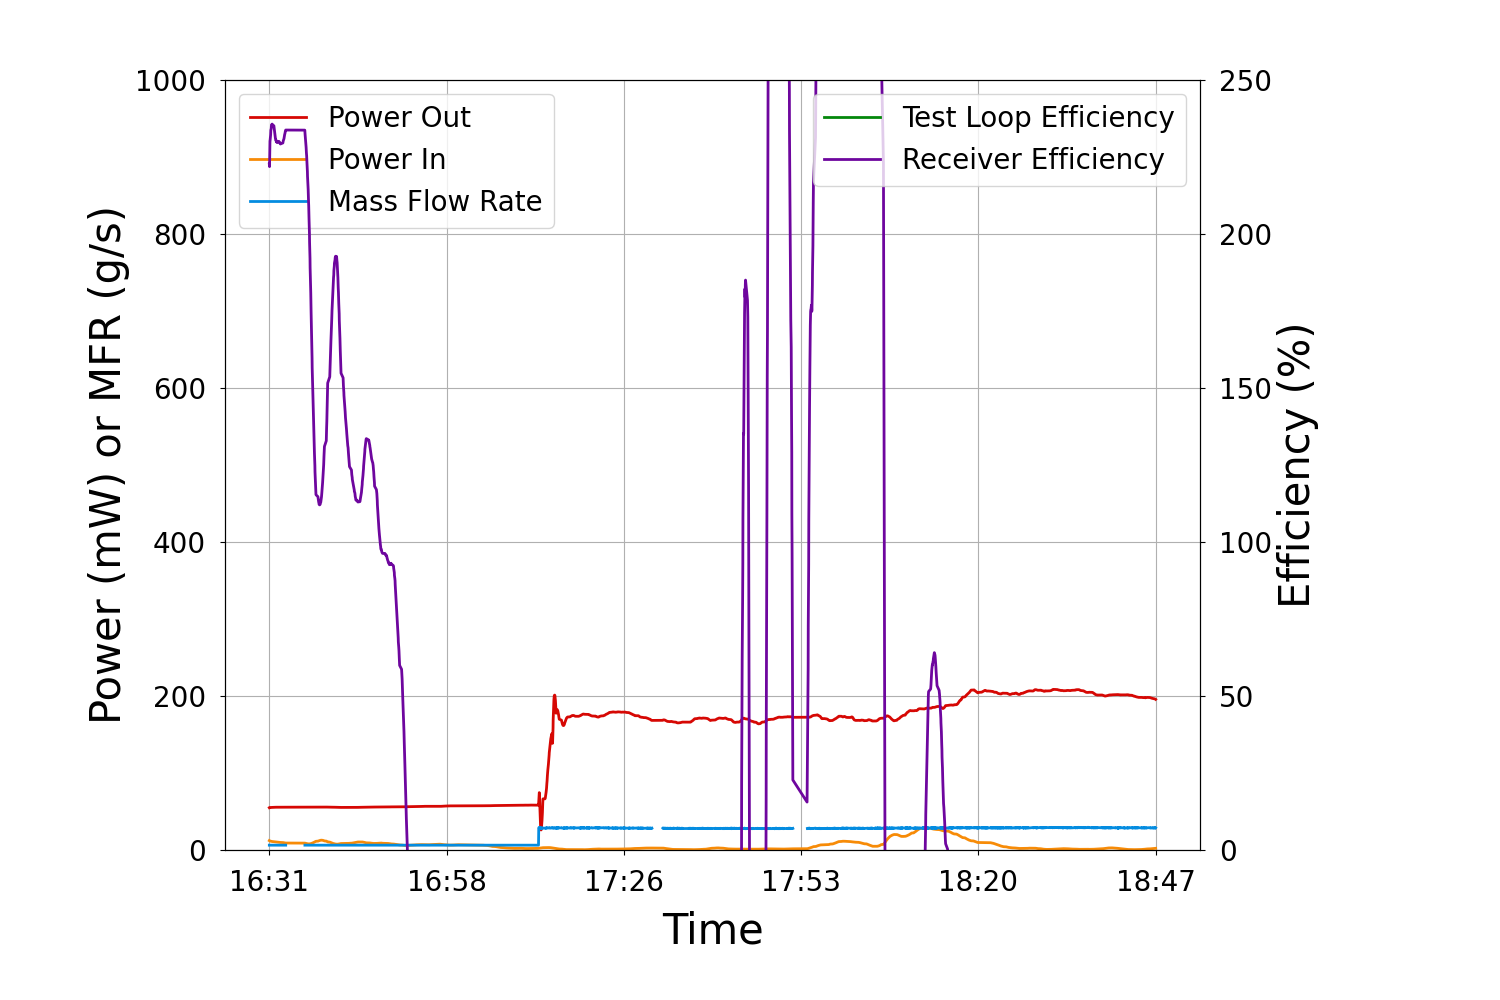 1000
800
600
400
200
0
Power (mW) or MFR (g/s)
Power Out
Power In
Mass Flow Rate
Test Loop Efficiency
Receiver Efficiency
250
200
150
100
50
0
Efficiency (%)
16:31
16:58
17:26
17:53
18:20
18:47
Time